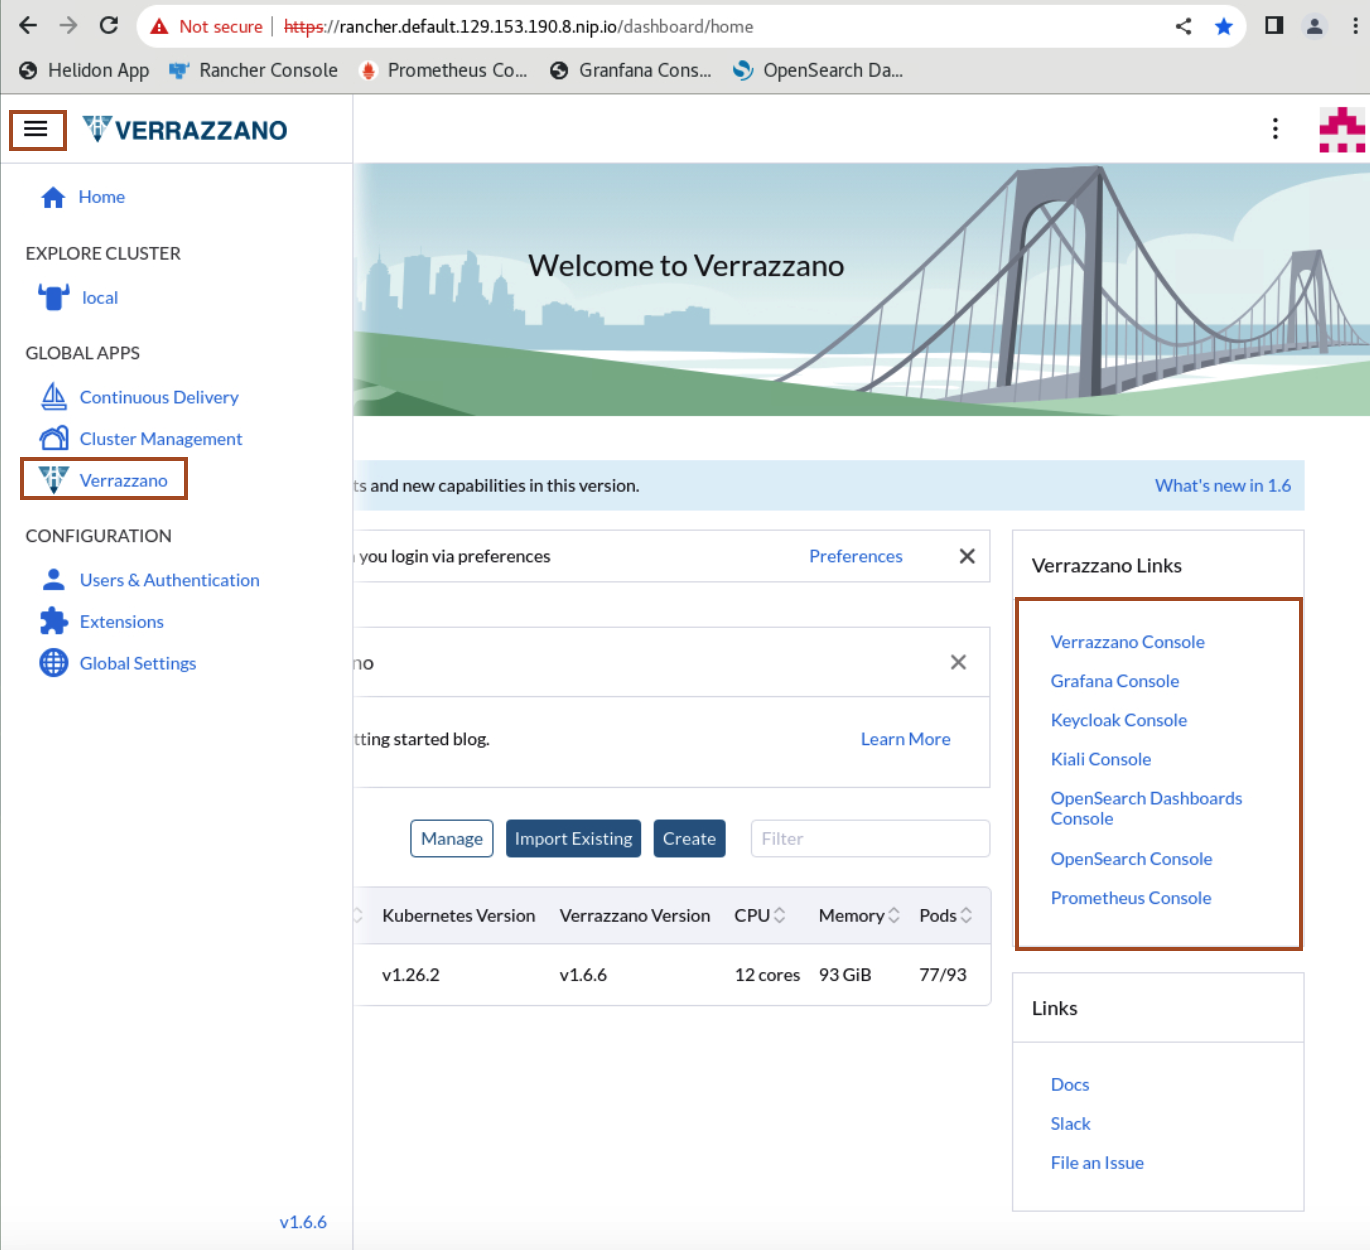 Not secure | https://rancher.default.129.153.190.8.nip.io/dashboard/home
Helidon App Rancher Console Prometheus Co... Granfana Cons... OpenSearch Da...
VERRAZZANO
Home
EXPLORE CLUSTER
local
GLOBAL APPS
Continuous Delivery
Cluster Management
Verrazzano
CONFIGURATION
Users & Authentication
Extensions
Global Settings
v1.6.6
Welcome to Verrazzano
ts and new capabilities in this version. What's new in 1.6
you login via preferences Preferences
no
tting started blog. Learn More
Manage Import Existing Create Filter
Kubernetes Version Verrazzano Version CPU Memory Pods
v1.26.2 v1.6.6 12 cores 93 GiB 77/93
Verrazzano Links
Verrazzano Console
Grafana Console
Keycloak Console
Kiali Console
OpenSearch Dashboards
Console
OpenSearch Console
Prometheus Console
Links
Docs
Slack
File an Issue